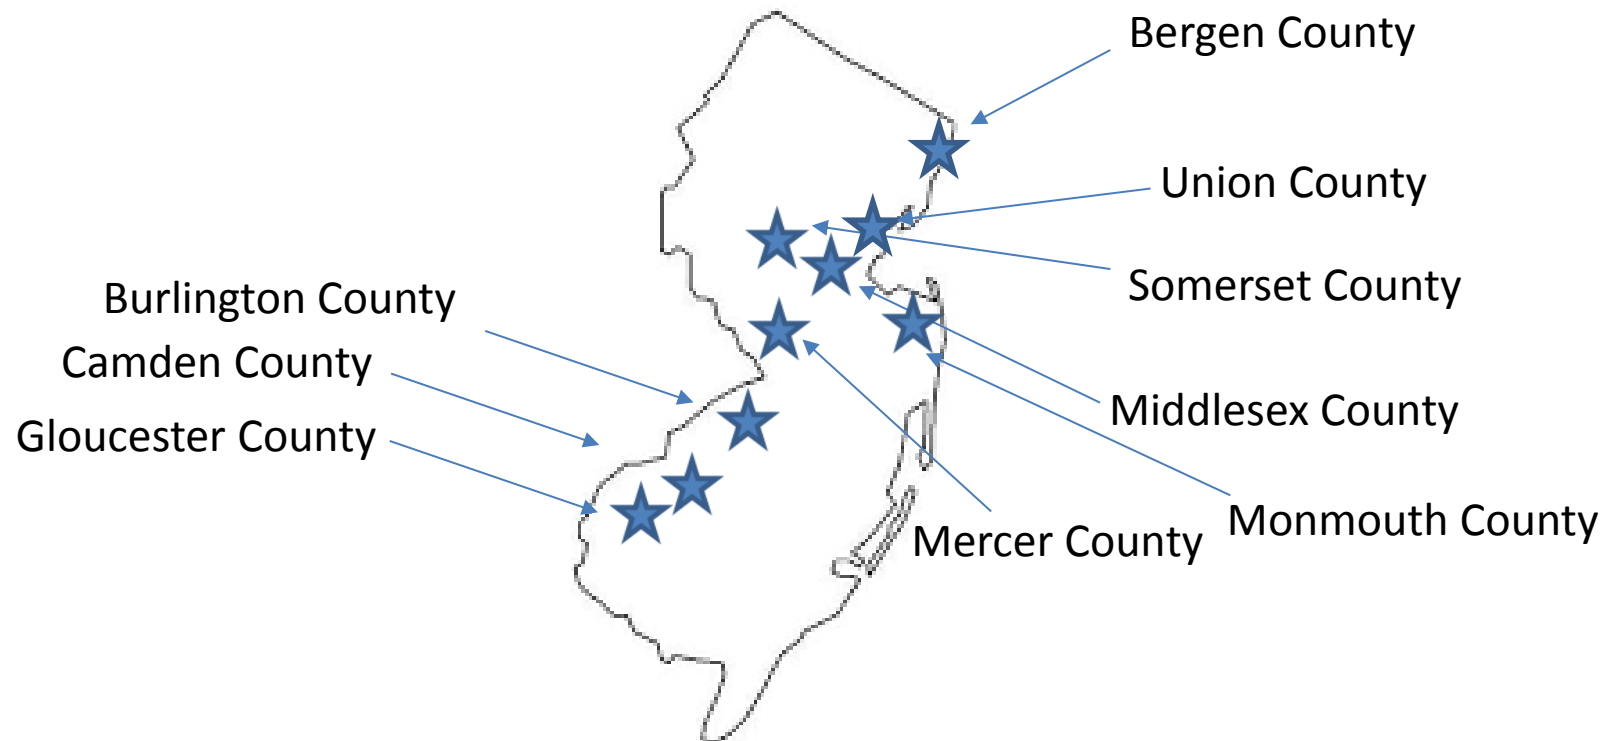 Bergen County
Union County
Somerset County
Burlington County
Camden County
Middlesex County
Gloucester County
Monmouth County
Mercer County